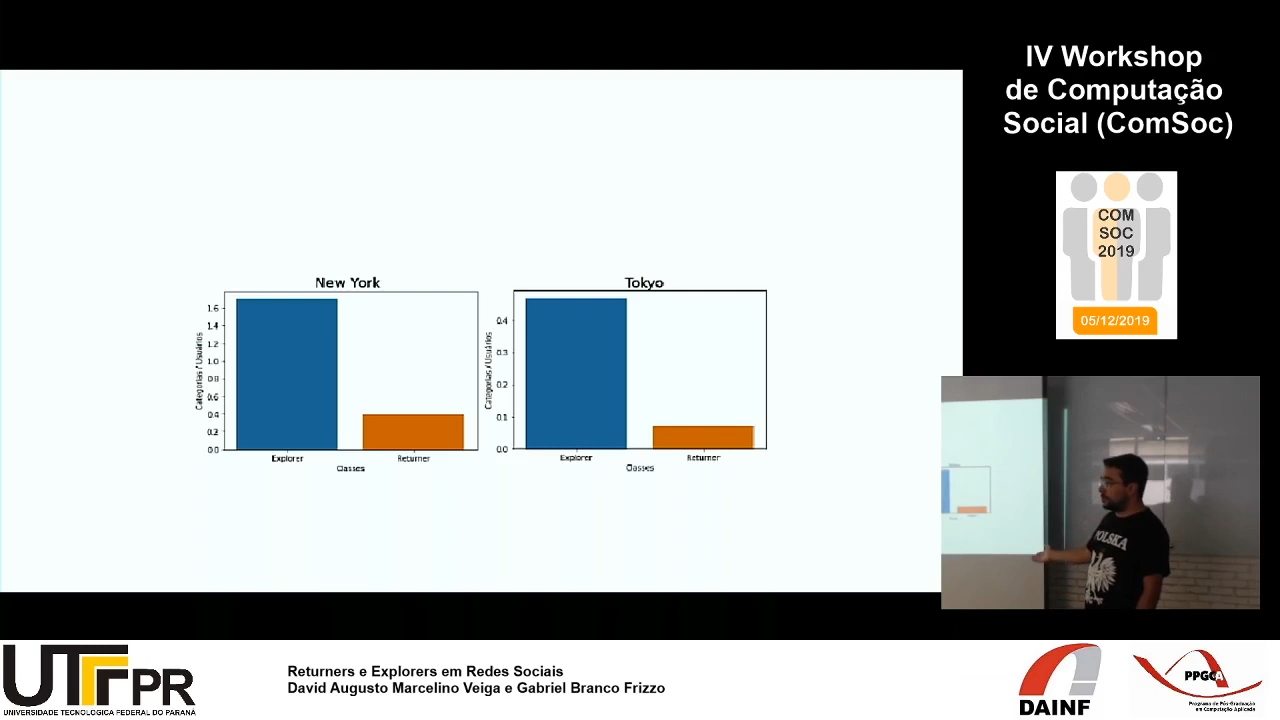 IV Workshop
de Computação
Social (ComSoc)
COM
SOC
2019
05/12/2019
New York
Categorias / Usuários
1.6
1.4
1.2
1.0
0.8
0.6
0.4
0.2
0.0
Explorer
Returner
Classes
Tokyo
Categorias / Usuários
0.4
0.3
0.2
0.1
0.0
Explorer
Returner
Classes
POLSKA
UTFPR
UNIVERSIDADE TECNOLÓGICA FEDERAL DO PARANÁ
Returners e Explorers em Redes Sociais
David Augusto Marcelino Veiga e Gabriel Branco Frizzo
DAINF
PPGCA
Programa de Pós-Graduação
em Computação Aplicada